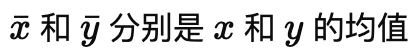 x̄ 和 ȳ 分别是 x 和 y 的均值